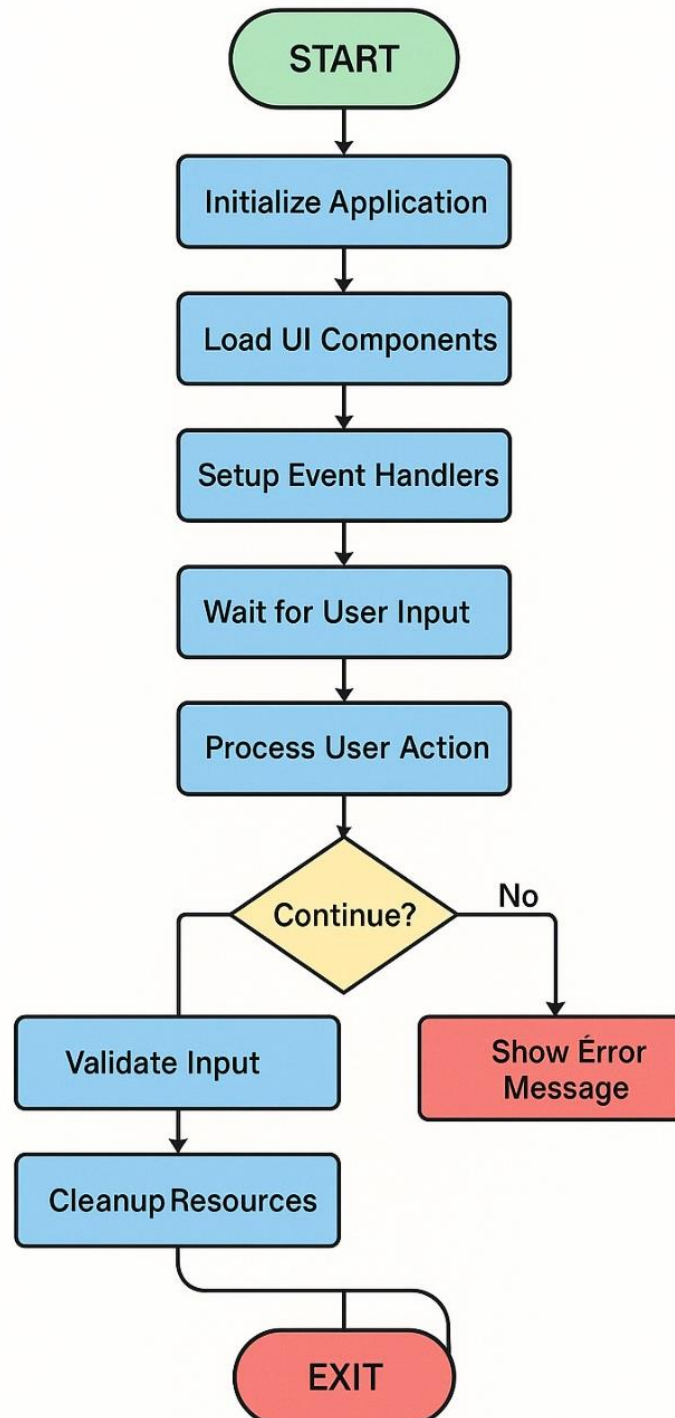 START
Initialize Application
Load UI Components
Setup Event Handlers
Wait for User Input
Process User Action
Continue?
No
Validate Input
Show Érror
Message
Cleanup Resources
EXIT